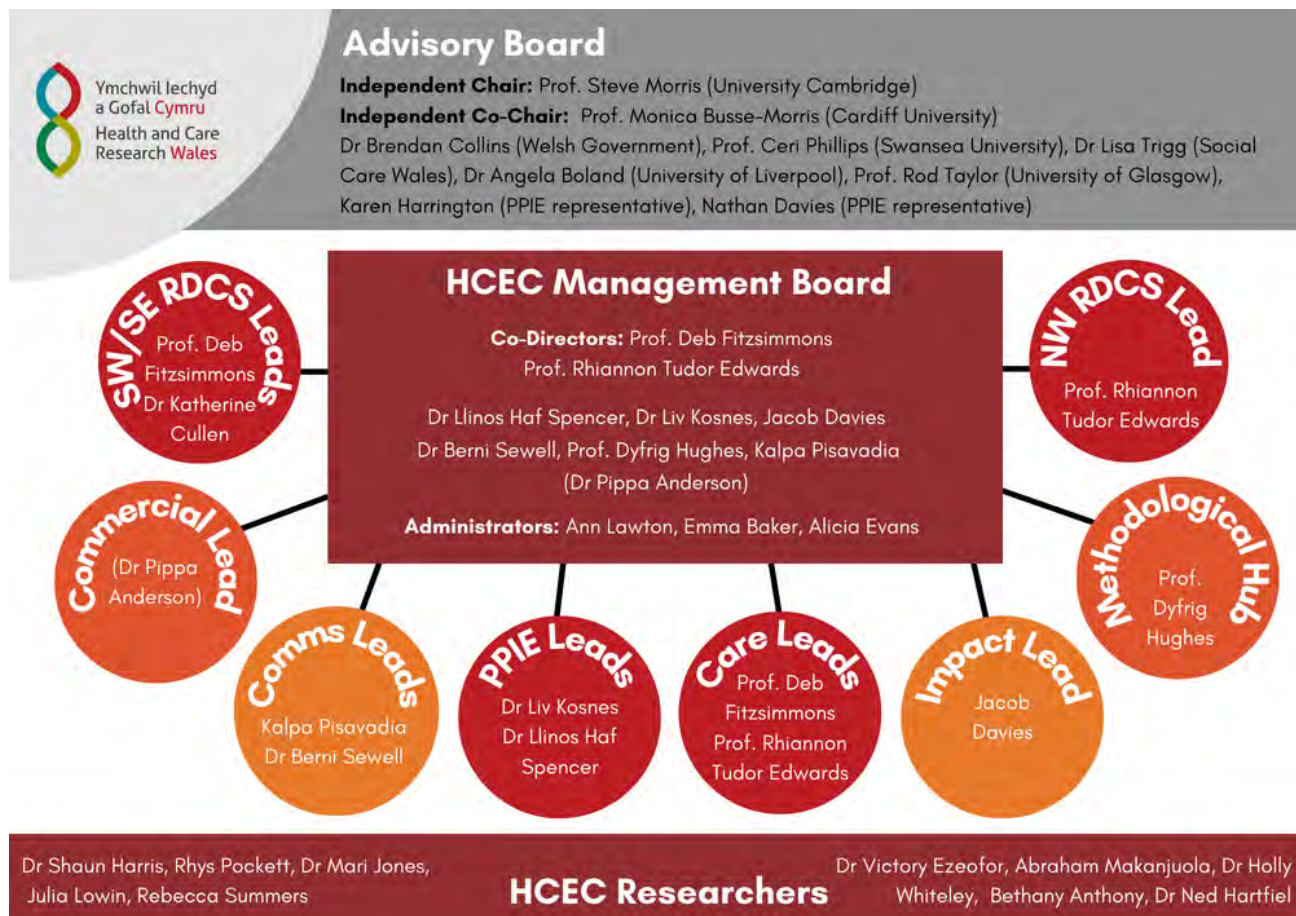 Ymchwil Iechyd
a Gofal Cymru
Health and Care
Research Wales
Advisory Board
Independent Chair: Prof. Steve Morris (University Cambridge)
Independent Co-Chair: Prof. Monica Busse-Morris (Cardiff University)
Dr Brendan Collins (Welsh Government), Prof. Ceri Phillips (Swansea University), Dr Lisa Trigg (Social
Care Wales), Dr Angela Boland (University of Liverpool), Prof. Rod Taylor (University of Glasgow),
Karen Harrington (PPIE representative), Nathan Davies (PPIE representative)
HCEC Management Board
Co-Directors: Prof. Deb Fitzsimmons
Prof. Rhiannon Tudor Edwards
Dr Llinos Haf Spencer, Dr Liv Kosnes, Jacob Davies
Dr Berni Sewell, Prof. Dyfrig Hughes, Kalpa Pisavadia
(Dr Pippa Anderson)
Administrators: Ann Lawton, Emma Baker, Alicia Evans
SW/SE RDCS Leads
Prof. Deb
Fitzsimmons
Dr Katherine
Cullen
NW RDCS Lead
Prof. Rhiannon
Tudor Edwards
Commercial Lead
(Dr Pippa
Anderson)
Methodological Hub
Prof.
Dyfrig
Hughes
Comms Leads
Kalpa Pisavadia
Dr Berni Sewell
PPIE Leads
Dr Liv Kosnes
Dr Llinos Haf
Spencer
Care Leads
Prof. Deb
Fitzsimmons
Prof. Rhiannon
Tudor Edwards
Impact Lead
Jacob
Davies
Dr Shaun Harris, Rhys Pockett, Dr Mari Jones,
Julia Lowin, Rebecca Summers
HCEC Researchers
Dr Victory Ezeofor, Abraham Makanjuola, Dr Holly
Whiteley, Bethany Anthony, Dr Ned Hartfiel